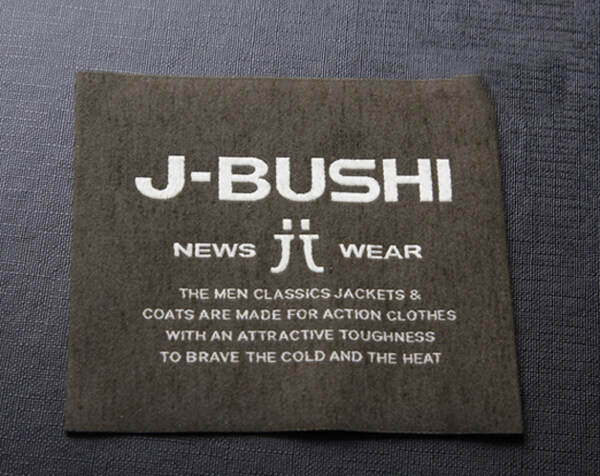 J-BUSHI
NEWS WEAR
THE MEN CLASSICS JACKETS &
COATS ARE MADE FOR ACTION CLOTHES
WITH AN ATTRACTIVE TOUGHNESS
TO BRAVE THE COLD AND THE HEAT